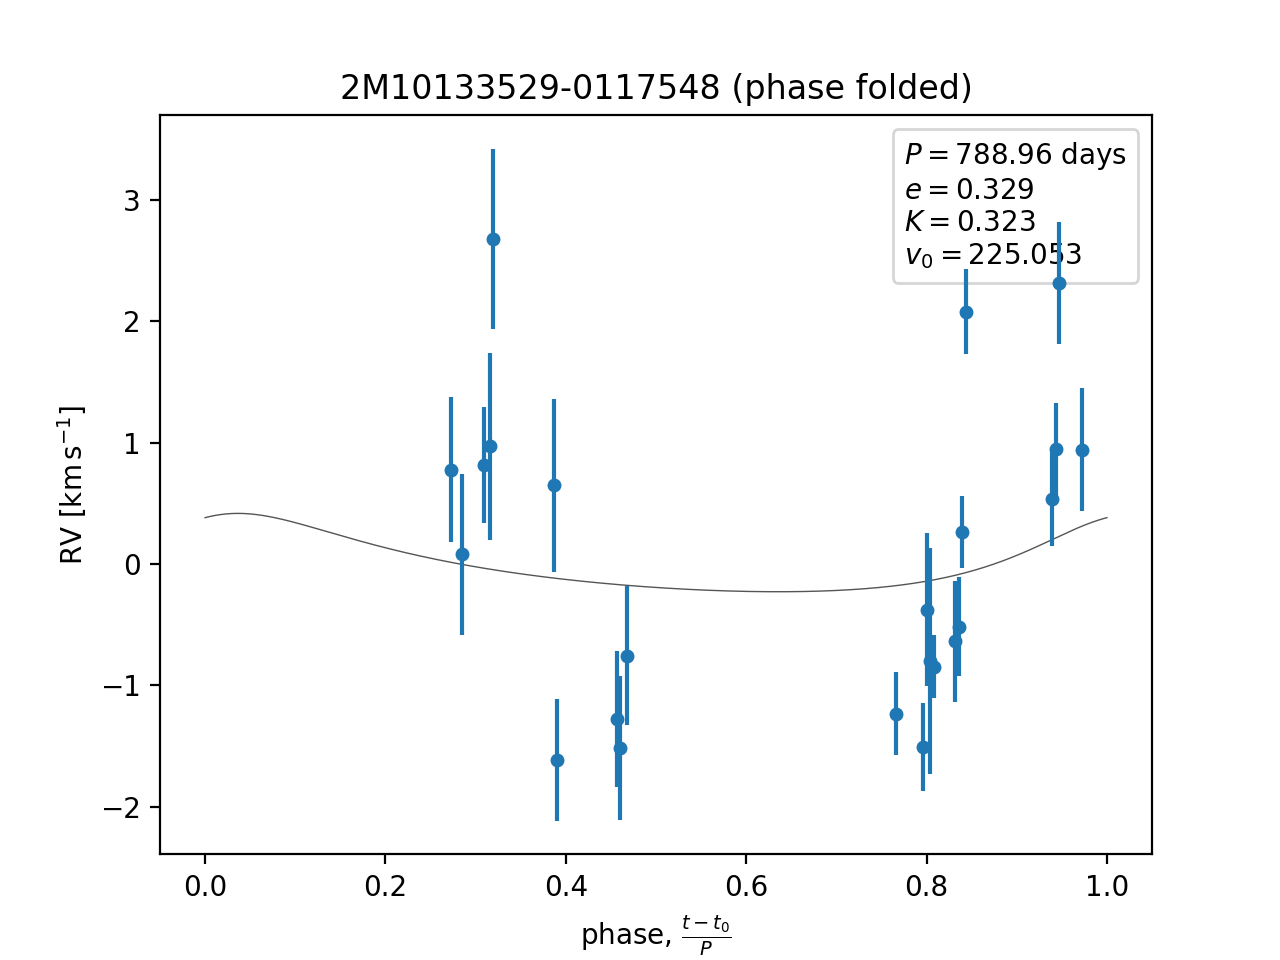 2M10133529-0117548 (phase folded)
P = 788.96 days
e = 0.329
K = 0.323
v₀ = 225.053
3
2
1
0
−1
−2
RV [km s⁻¹]
0.0 0.2 0.4 0.6 0.8 1.0
phase, (t − t₀)/P